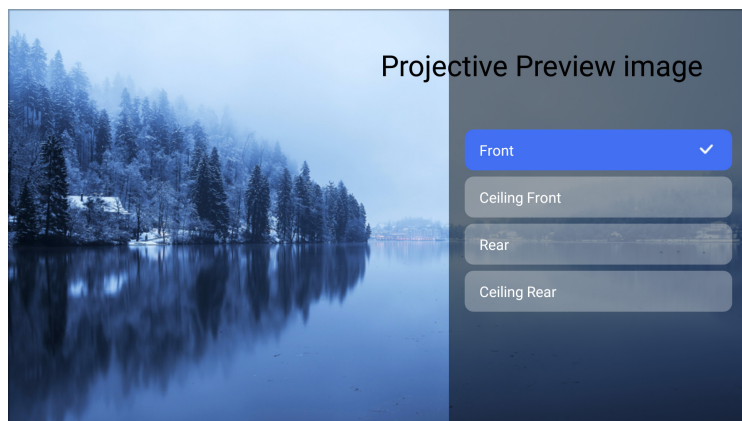 Projective Preview image
Front
Ceiling Front
Rear
Ceiling Rear